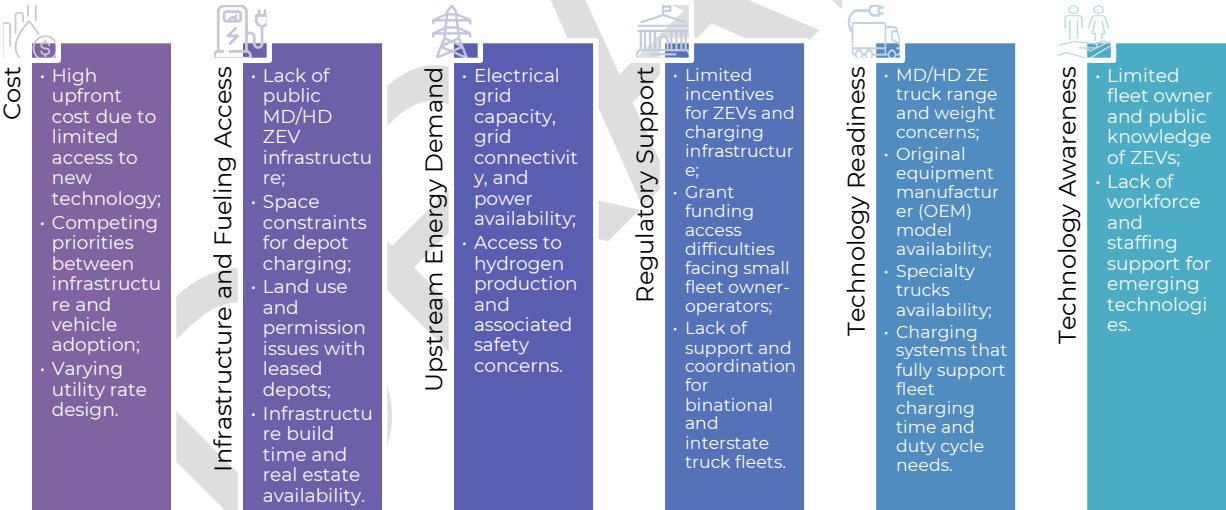 Cost
· High
upfront
cost due to
limited
access to
new
technology;
· Competing
priorities
between
infrastructu
re and
vehicle
adoption;
· Varying
utility rate
design.
Infrastructure and Fueling Access
· Lack of
public
MD/HD
ZEV
infrastructu
re;
· Space
constraints
for depot
charging;
· Land use
and
permission
issues with
leased
depots;
· Infrastructu
re build
time and
real estate
availability.
Upstream Energy Demand
· Electrical
grid
capacity,
grid
connectivit
y, and
power
availability;
· Access to
hydrogen
production
and
associated
safety
concerns.
Regulatory Support
· Limited
incentives
for ZEVs and
charging
infrastructur
e;
· Grant
funding
access
difficulties
facing small
fleet owner-
operators;
· Lack of
support and
coordination
for
binational
and
interstate
truck fleets.
Technology Readiness
· MD/HD ZE
truck range
and weight
concerns;
· Original
equipment
manufactur
er (OEM)
model
availability;
· Specialty
trucks
availability;
· Charging
systems that
fully support
fleet
charging
time and
duty cycle
needs.
Technology Awareness
· Limited
fleet owner
and public
knowledge
of ZEVs;
· Lack of
workforce
and
staffing
support for
emerging
technologi
es.